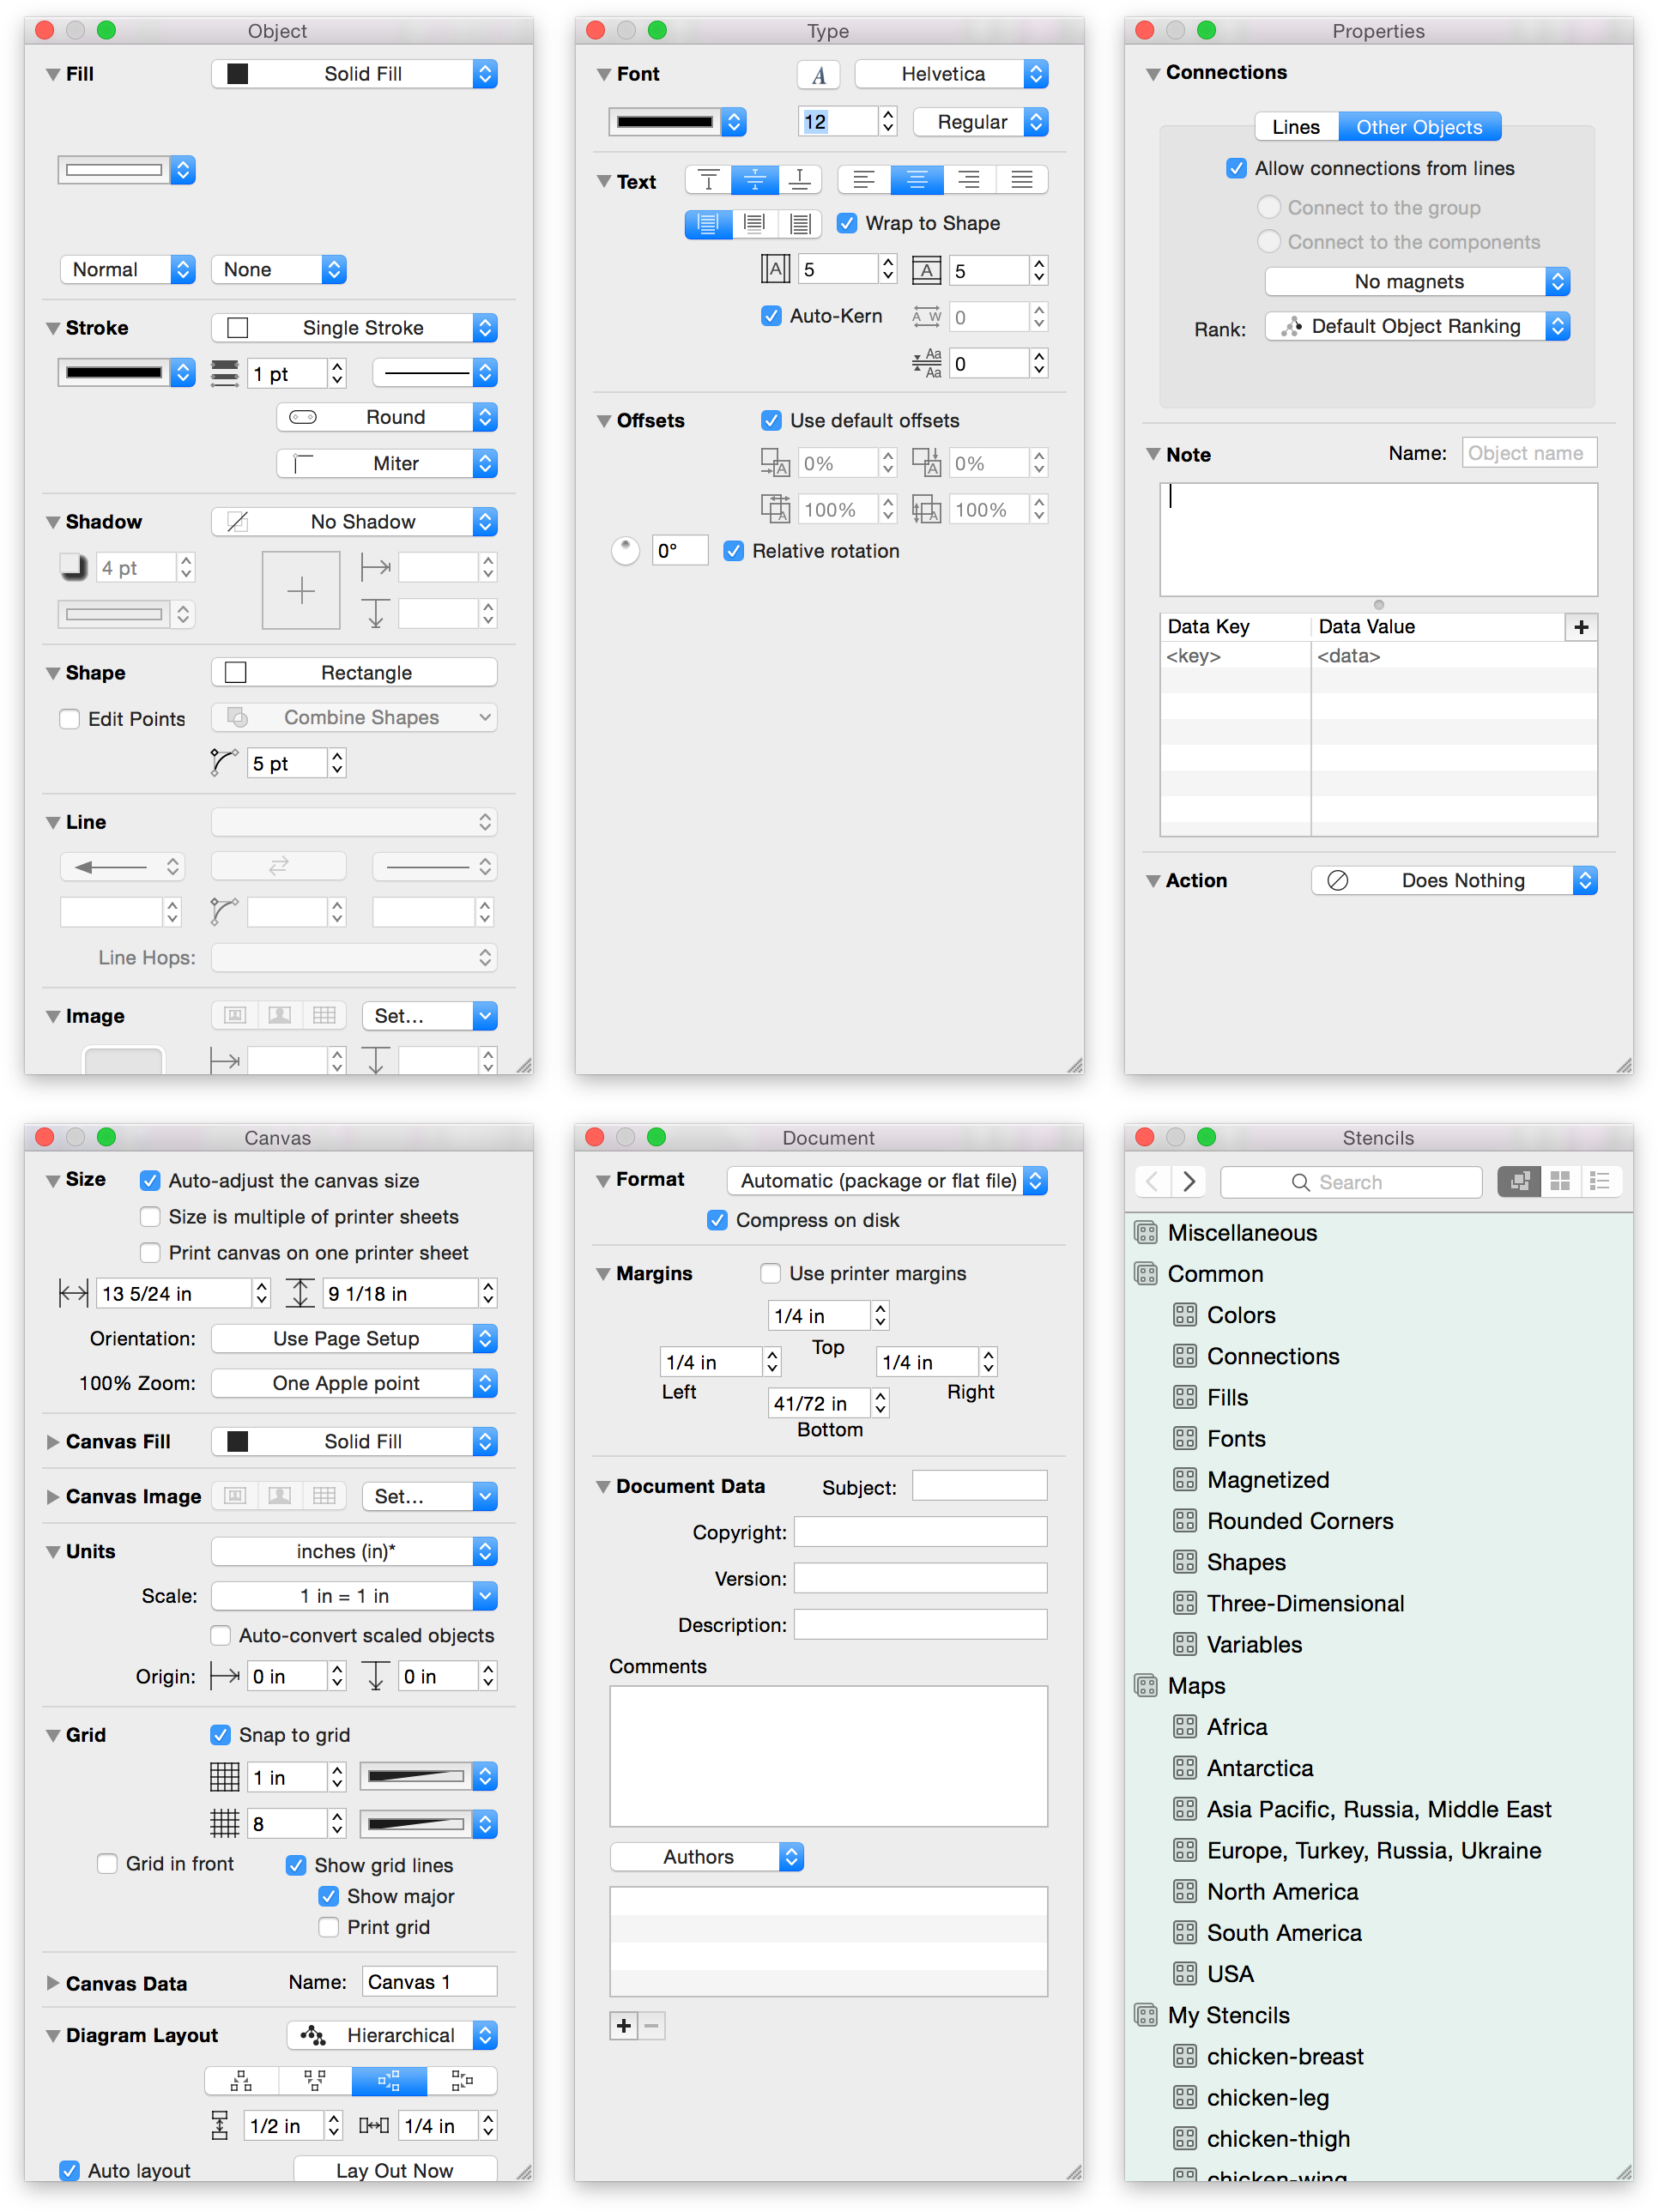 Object
Fill
Solid Fill
Normal
None
Stroke
Single Stroke
1 pt
Round
Miter
Shadow
No Shadow
4 pt
Shape
Rectangle
Edit Points
Combine Shapes
5 pt
Line
Line Hops:
Image
Set...
Type
Font
A
Helvetica
12
Regular
Text
Wrap to Shape
A 5
A 5
Auto-Kern
A W 0
Aa
Aa
0
Offsets
Use default offsets
A 0%
A 0%
A 100%
A 100%
0°
Relative rotation
Properties
Connections
Lines
Other Objects
Allow connections from lines
Connect to the group
Connect to the components
No magnets
Rank:
Default Object Ranking
Note
Name:
Object name
Data Key
Data Value
+
<key>
<data>
Action
Does Nothing
Canvas
Size
Auto-adjust the canvas size
Size is multiple of printer sheets
Print canvas on one printer sheet
13 5/24 in
9 1/18 in
Orientation:
Use Page Setup
100% Zoom:
One Apple point
Canvas Fill
Solid Fill
Canvas Image
Set...
Units
inches (in)*
Scale:
1 in = 1 in
Auto-convert scaled objects
Origin:
0 in
0 in
Grid
Snap to grid
1 in
8
Grid in front
Show grid lines
Show major
Print grid
Canvas Data
Name:
Canvas 1
Diagram Layout
Hierarchical
1/2 in
1/4 in
Auto layout
Lay Out Now
Document
Format
Automatic (package or flat file)
Compress on disk
Margins
Use printer margins
1/4 in
Top
1/4 in
Left
1/4 in
Right
41/72 in
Bottom
Document Data
Subject:
Copyright:
Version:
Description:
Comments
Authors
+ −
Stencils
Search
Miscellaneous
Common
Colors
Connections
Fills
Fonts
Magnetized
Rounded Corners
Shapes
Three-Dimensional
Variables
Maps
Africa
Antarctica
Asia Pacific, Russia, Middle East
Europe, Turkey, Russia, Ukraine
North America
South America
USA
My Stencils
chicken-breast
chicken-leg
chicken-thigh
chicken-wing